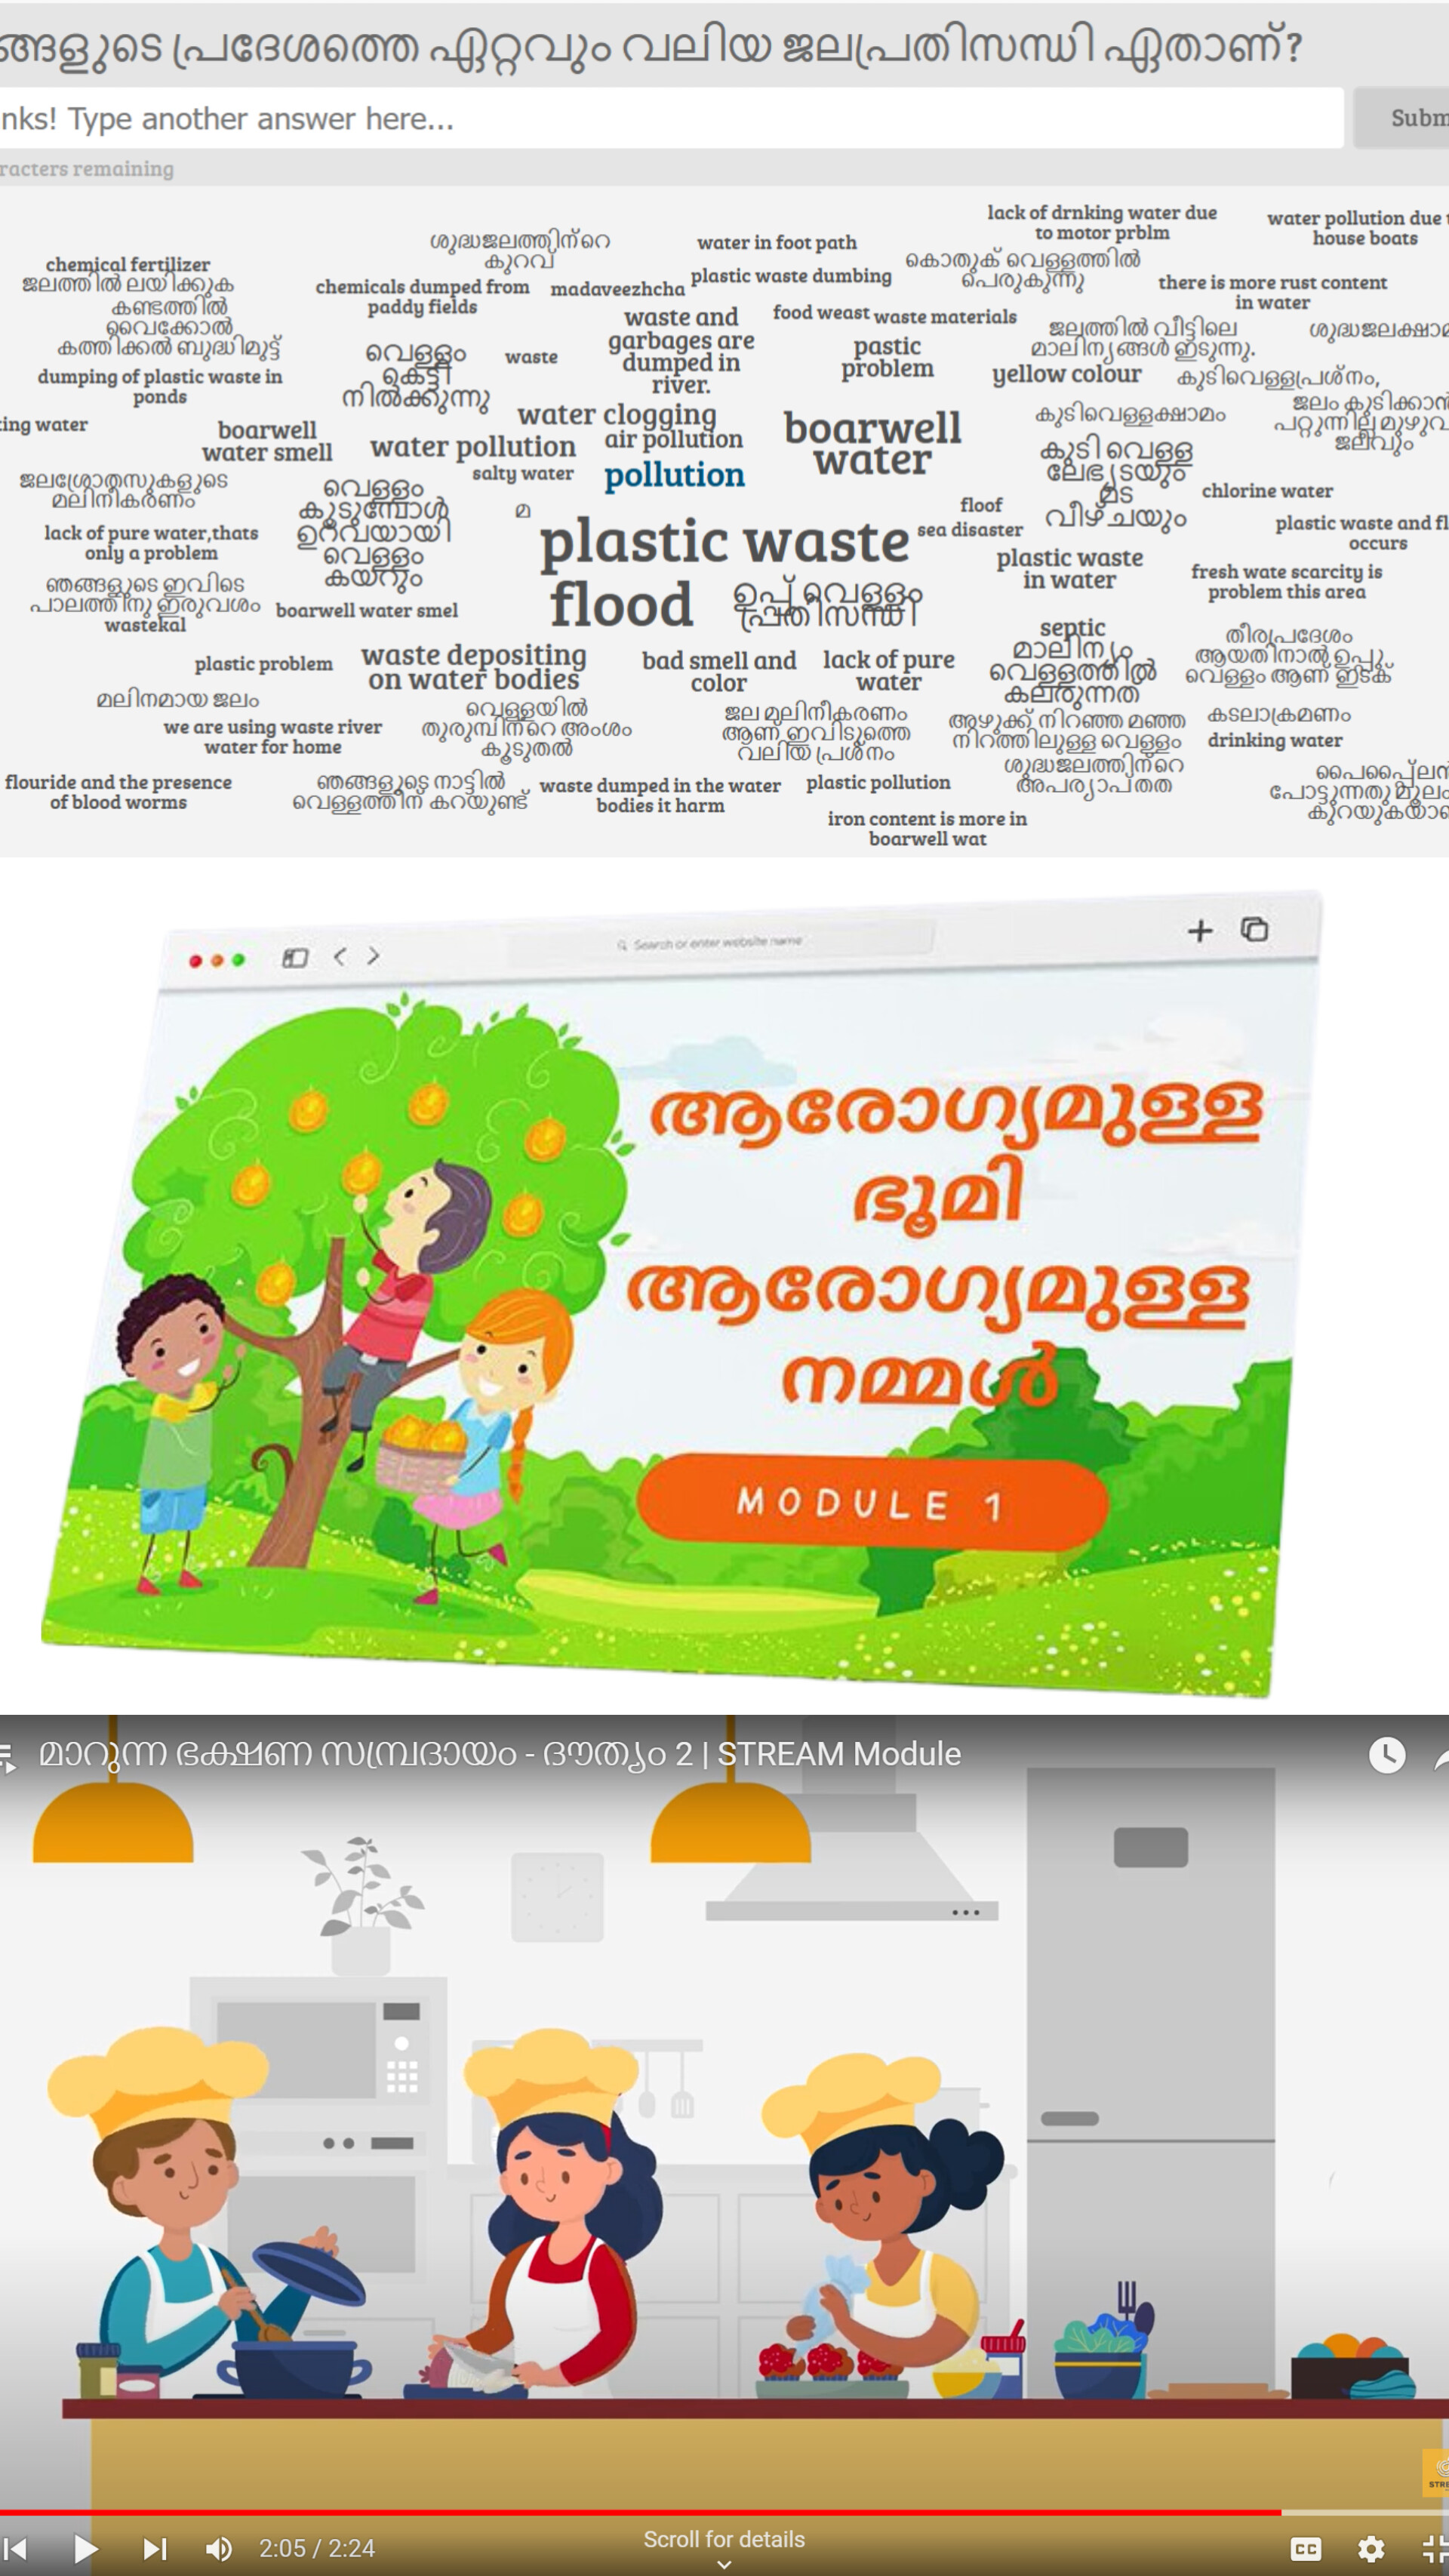 ങ്ങളുടെ പ്രദേശത്തെ ഏറ്റവും വലിയ ജലപ്രതിസന്ധി ഏതാണ്?
nks! Type another answer here...
Subm
racters remaining
lack of drnking water due
to motor prblm
water pollution due t
house boats
ശുദ്ധജലത്തിന്റെ
കുറവ്
water in foot path
കൊതുക് വെള്ളത്തിൽ
പെരുകുന്നു
chemical fertilizer
ജലത്തിൽ ലയിക്കുക
plastic waste dumbing
there is more rust content
in water
chemicals dumped from
paddy fields
madaveezhcha
കണ്ടത്തിൽ
വൈക്കോൽ
കത്തിക്കൽ ബുദ്ധിമുട്ട്
waste and
garbages are
dumped in
river.
food weast
waste materials
ജലത്തിൽ വീട്ടിലെ
മാലിന്യങ്ങൾ ഇടുന്നു.
ശുദ്ധജലക്ഷാമ
വെള്ളം
കെട്ടി
നിൽക്കുന്നു
waste
pastic
problem
yellow colour
കുടിവെള്ളപ്രശ്നം,
dumping of plastic waste in
ponds
ജലം കുടിക്കാൻ
പറ്റുന്നില്ല മുഴുവ
ജലവും
king water
boarwell
water smell
water clogging
air pollution
boarwell
water
കുടിവെള്ളക്ഷാമം
water pollution
salty water
pollution
കുടി വെള്ള
ലേഭ്യടയും
മട
വീഴ്ചയും
ജലശ്രോതസുകളുടെ
മലിനീകരണം
വെള്ളം
കൂടുമ്പോൾ
ഉറവയായി
വെള്ളം
കയറും
മ
chlorine water
floof
sea disaster
plastic waste
lack of pure water,thats
only a problem
plastic waste and fl
occurs
plastic waste
in water
fresh wate scarcity is
problem this area
ഞങ്ങളുടെ ഇവിടെ
പാലത്തിനു ഇരുവശം
wastekal
boarwell water smel
flood
ഉപ്പ് വെള്ളം
പ്രതിസന്ധി
septic
മാലിന്യം
വെള്ളത്തിൽ
കലരുന്നത്
തീരപ്രദേശം
ആയതിനാൽ ഉപ്പു
വെള്ളം ആണ് ഇടക്
plastic problem
waste depositing
on water bodies
bad smell and
color
lack of pure
water
മലിനമായ ജലം
we are using waste river
water for home
വെള്ളയിൽ
തുരുമ്പിന്റെ അംശം
കൂടുതൽ
ജല മലിനീകരണം
ആണ് ഇവിടുത്തെ
വലിയ പ്രശ്നം
അഴുക്ക് നിറഞ്ഞ മഞ്ഞ
നിറത്തിലുള്ള വെള്ളം
കടലാക്രമണം
drinking water
ശുദ്ധജലത്തിന്റെ
അപര്യാപ്തത
flouride and the presence
of blood worms
ഞങ്ങളുടെ നാട്ടിൽ
വെള്ളത്തിന് കറയുണ്ട്
waste dumped in the water
bodies it harm
plastic pollution
പൈപ്പ്ലൈൻ
പോട്ടുന്നതു മൂലം
കുറയുകയാണ
iron content is more in
boarwell wat
Search or enter website name
ആരോഗ്യമുള്ള
ഭൂമി
ആരോഗ്യമുള്ള
നമ്മൾ
MODULE 1
മാറുന്ന ഭക്ഷണ സമ്പ്രദായം - ദൗത്യം 2 | STREAM Module
STRE
2:05 / 2:24
Scroll for details
CC